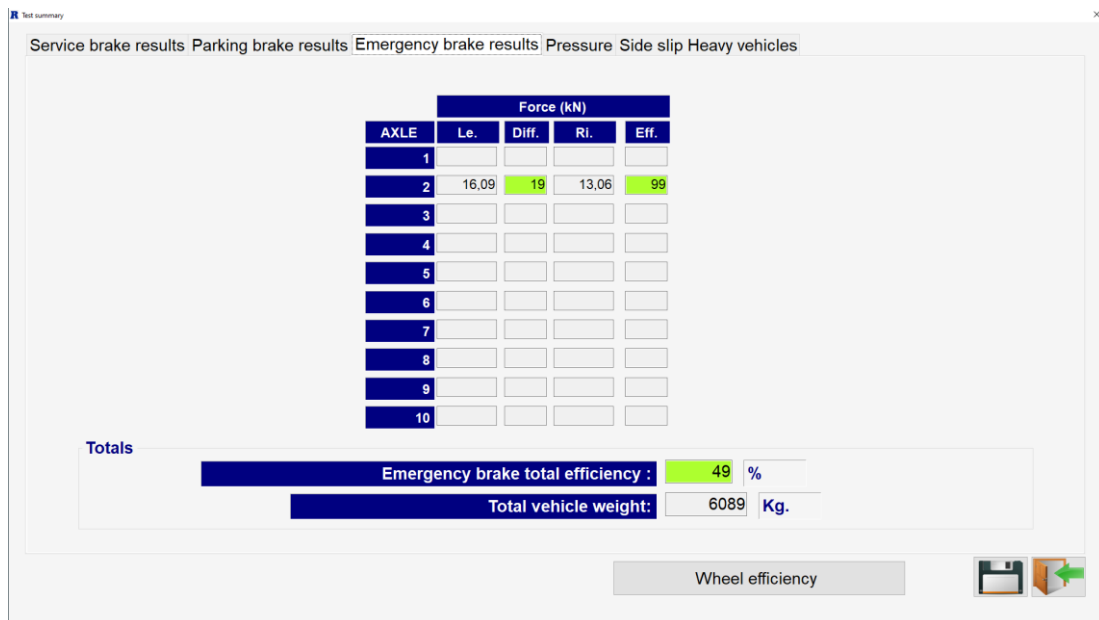 R Test summary
Service brake results Parking brake results Emergency brake results Pressure Side slip Heavy vehicles
Force (kN)
AXLE Le. Diff. Ri. Eff.
1
2 16,09 19 13,06 99
3
4
5
6
7
8
9
10
Totals
Emergency brake total efficiency : 49 %
Total vehicle weight: 6089 Kg.
Wheel efficiency